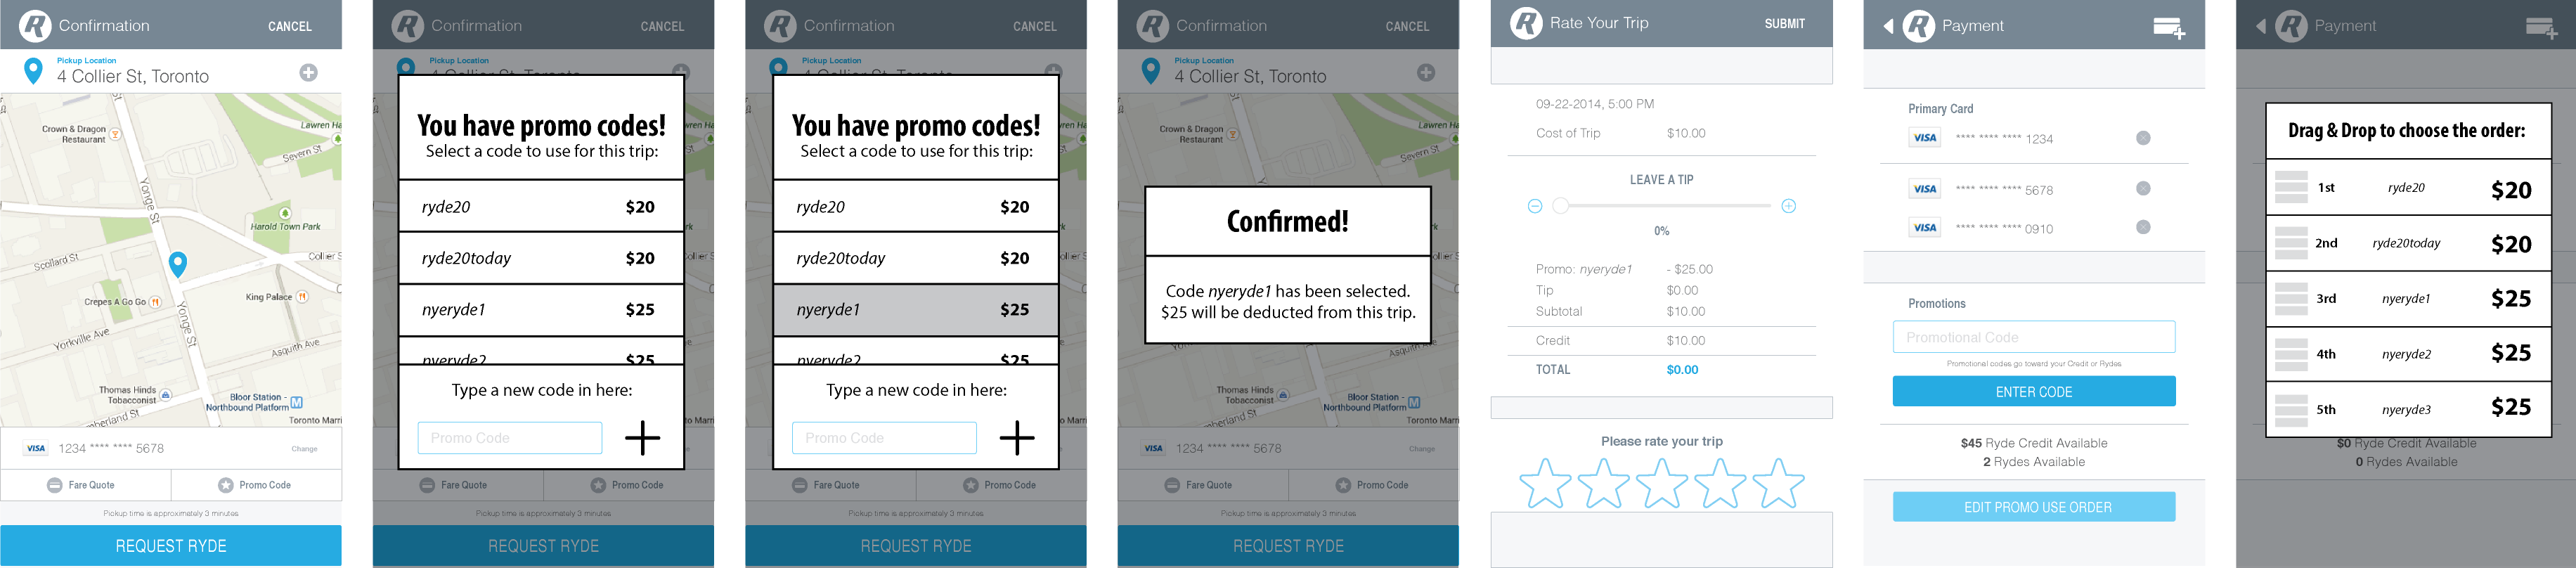 R Confirmation CANCEL
Pickup Location
4 Collier St, Toronto
Crown & Dragon
Restaurant
Lawren Ha
Severn St
Yonge St
Harold Town Park
Scollard St
Collier S
Crepes A Go Go
King Palace
Yonge St
Yorkville Ave
Asquith Ave
Thomas Hinds
Tobacconist
Bloor Station -
Northbound Platform
M
mberland St
Toronto Marri
VISA 1234 **** **** 5678 Change
Fare Quote Promo Code
Pickup time is approximately 3 minutes
REQUEST RYDE
R Confirmation CANCEL
4 Collier St, Toronto
You have promo codes!
Select a code to use for this trip:
ryde20 $20
ryde20today $20
nyeryde1 $25
nyeryde2 $25
Type a new code in here:
Promo Code
Fare Quote Promo Code
Pickup time is approximately 3 minutes
REQUEST RYDE
R Confirmation CANCEL
Pickup Location
4 Collier St, Toronto
You have promo codes!
Select a code to use for this trip:
ryde20 $20
ryde20today $20
nyeryde1 $25
nyeryde2 $25
Type a new code in here:
Promo Code
Fare Quote Promo Code
Pickup time is approximately 3 minutes
REQUEST RYDE
R Confirmation CANCEL
Pickup Location
4 Collier St, Toronto
Crown & Dragon
Restaurant
Lawren Ha
Severn St
Confirmed!
Code nyeryde1 has been selected.
$25 will be deducted from this trip.
Asquith Ave
Thomas Hinds
Tobacconist
Bloor Station -
Northbound Platform
M
mberland St
Toronto Marri
VISA 1234 **** **** 5678 Change
Fare Quote Promo Code
Pickup time is approximately 3 minutes
REQUEST RYDE
R Rate Your Trip SUBMIT
09-22-2014, 5:00 PM
Cost of Trip $10.00
LEAVE A TIP
0%
Promo: nyeryde1 - $25.00
Tip $0.00
Subtotal $10.00
Credit $10.00
TOTAL $0.00
Please rate your trip
R Payment
Primary Card
VISA **** **** **** 1234
VISA **** **** **** 5678
VISA **** **** **** 0910
Promotions
Promotional Code
Promotional codes go toward your Credit or Rydes
ENTER CODE
$45 Ryde Credit Available
2 Rydes Available
EDIT PROMO USE ORDER
R Payment
Drag & Drop to choose the order:
1st ryde20 $20
2nd ryde20today $20
3rd nyeryde1 $25
4th nyeryde2 $25
5th nyeryde3 $25
$0 Ryde Credit Available
0 Rydes Available